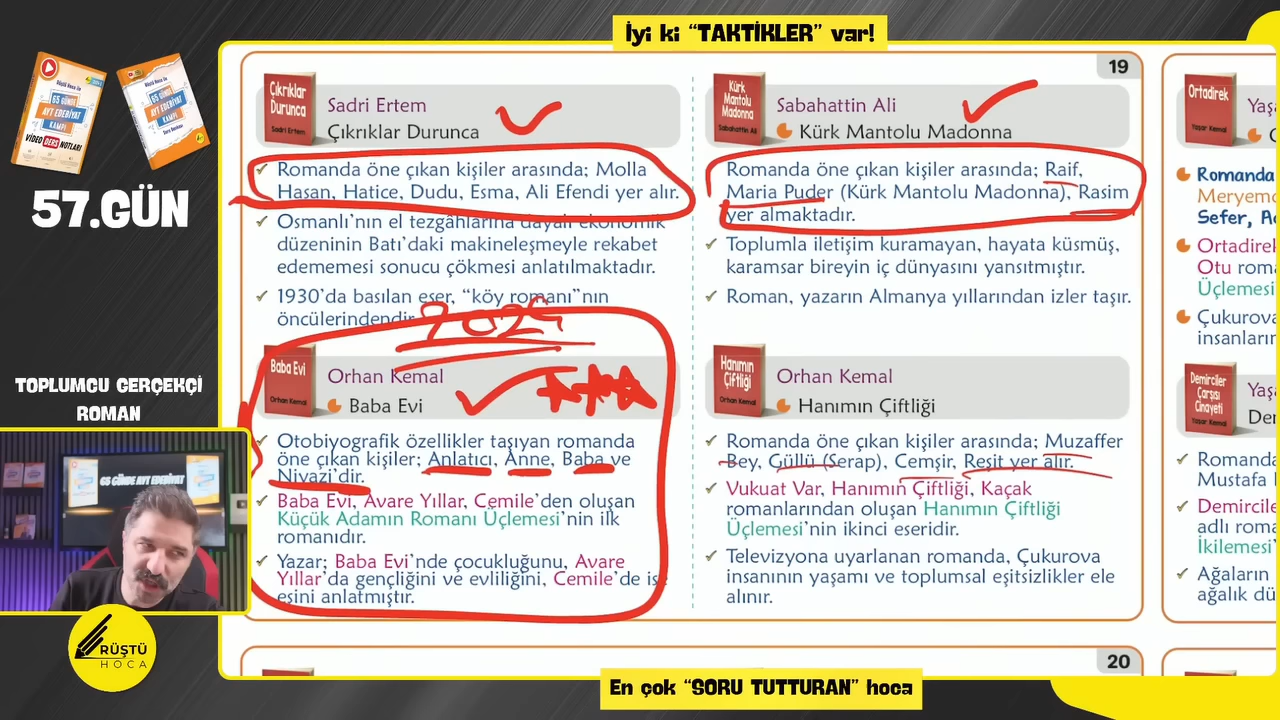 İyi ki “TAKTİKLER” var!
57.GÜN
TOPLUMCU GERÇEKÇİ
ROMAN
RÜŞTÜ
HOCA
19
Çıkrıklar
Durunca
Sadri Ertem
Sadri Ertem
Çıkrıklar Durunca
Romanda öne çıkan kişiler arasında; Molla
Hasan, Hatice, Dudu, Esma, Ali Efendi yer alır.
Osmanlı’nın el tezgâhlarına dayalı ekonomik
düzeninin Batı’daki makineleşmeyle rekabet
edememesi sonucu çökmesi anlatılmaktadır.
1930’da basılan eser, “köy romanı”nın
öncülerindendir.
2024
Kürk
Mantolu
Madonna
Sabahattin Ali
Sabahattin Ali
Kürk Mantolu Madonna
Romanda öne çıkan kişiler arasında; Raif,
Maria Puder (Kürk Mantolu Madonna), Rasim
yer almaktadır.
Toplumla iletişim kuramayan, hayata küsmüş,
karamsar bireyin iç dünyasını yansıtmıştır.
Roman, yazarın Almanya yıllarından izler taşır.
Baba Evi
Orhan Kemal
Orhan Kemal
Baba Evi
Otobiyografik özellikler taşıyan romanda
öne çıkan kişiler; Anlatıcı, Anne, Baba ve
Niyazi’dir.
Baba Evi, Avare Yıllar, Cemile’den oluşan
Küçük Adamın Romanı Üçlemesi’nin ilk
romanıdır.
Yazar; Baba Evi’nde çocukluğunu, Avare
Yıllar’da gençliğini ve evliliğini, Cemile’de ise
eşini anlatmıştır.
Hanımın
Çiftliği
Orhan Kemal
Orhan Kemal
Hanımın Çiftliği
Romanda öne çıkan kişiler arasında; Muzaffer
Bey, Güllü (Serap), Cemşir, Reşit yer alır.
Vukuat Var, Hanımın Çiftliği, Kaçak
romanlarından oluşan Hanımın Çiftliği
Üçlemesi’nin ikinci eseridir.
Televizyona uyarlanan romanda, Çukurova
insanının yaşamı ve toplumsal eşitsizlikler ele
alınır.
Ortadirek
Yaşar Kemal
Romanda
Sefer,
Ortadirek
Otu
Üçlemesi
Çukurova
insanların
Demirciler
Çarşısı
Cinayeti
Yaşar Kemal
Romanda
Mustafa
Demirciler
adlı
İkilemesi’
Ağaların
ağalık
20
En çok “SORU TUTTURAN” hoca